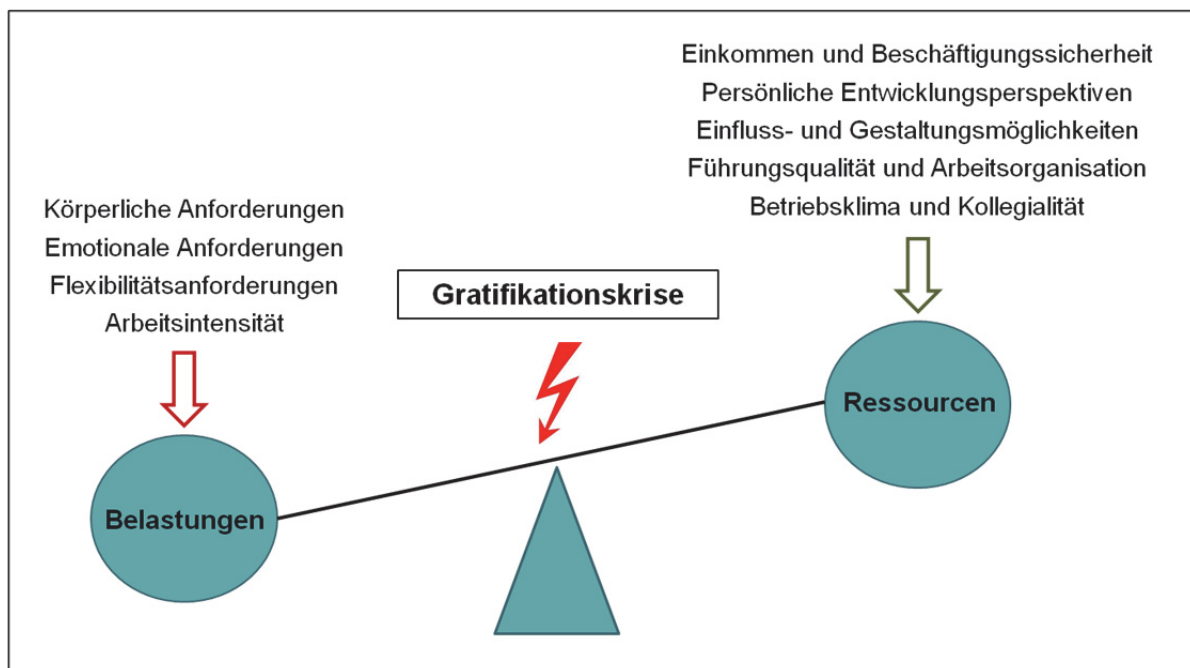 Einkommen und Beschäftigungssicherheit
Persönliche Entwicklungsperspektiven
Einfluss- und Gestaltungsmöglichkeiten
Führungsqualität und Arbeitsorganisation
Betriebsklima und Kollegialität
Körperliche Anforderungen
Emotionale Anforderungen
Flexibilitätsanforderungen
Arbeitsintensität
Gratifikationskrise
Ressourcen
Belastungen